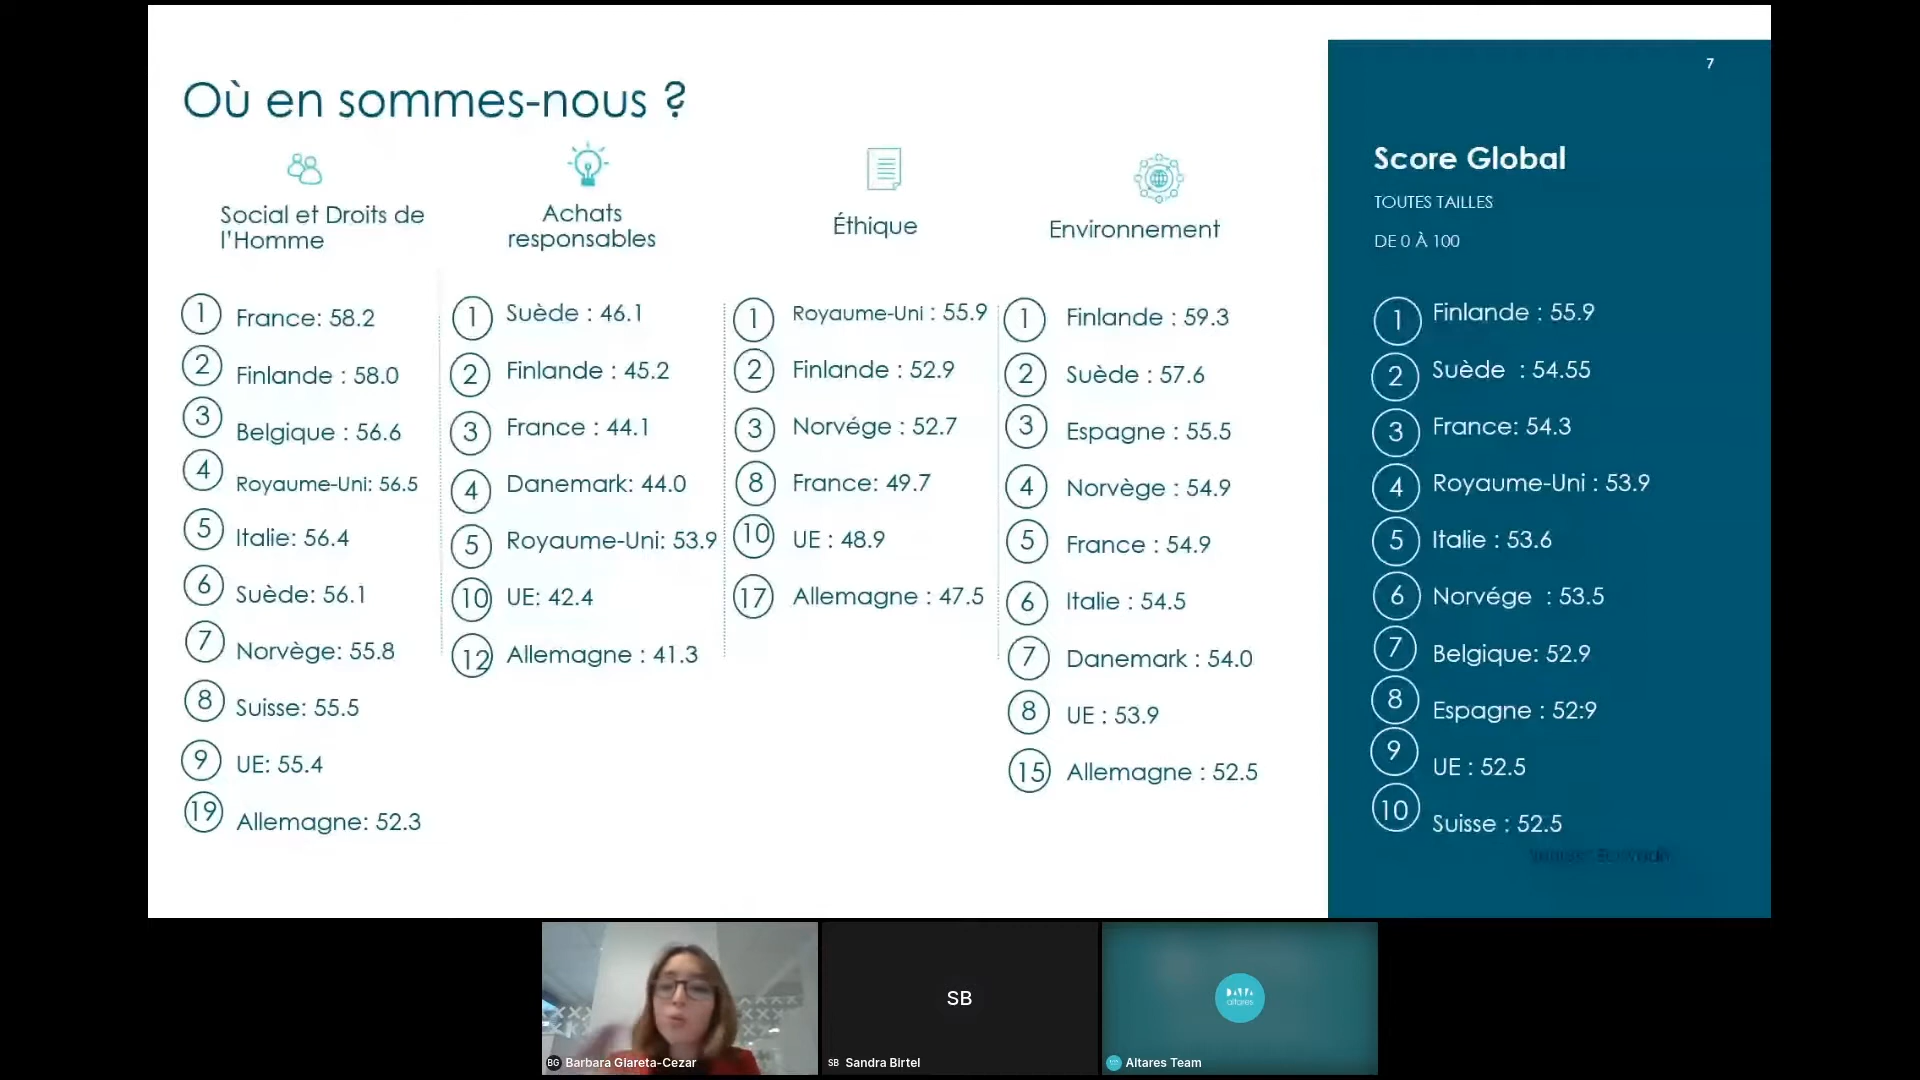 7
Où en sommes-nous ?
Social et Droits de
l'Homme
1 France: 58.2
2 Finlande : 58.0
3 Belgique : 56.6
4 Royaume-Uni: 56.5
5 Italie: 56.4
6 Suède: 56.1
7 Norvège: 55.8
8 Suisse: 55.5
9 UE: 55.4
19 Allemagne: 52.3
Achats
responsables
1 Suède : 46.1
2 Finlande : 45.2
3 France : 44.1
4 Danemark: 44.0
5 Royaume-Uni: 53.9
10 UE: 42.4
12 Allemagne : 41.3
Éthique
1 Royaume-Uni : 55.9
2 Finlande : 52.9
3 Norvége : 52.7
8 France: 49.7
10 UE : 48.9
17 Allemagne : 47.5
Environnement
1 Finlande : 59.3
2 Suède : 57.6
3 Espagne : 55.5
4 Norvège : 54.9
5 France : 54.9
6 Italie : 54.5
7 Danemark : 54.0
8 UE : 53.9
15 Allemagne : 52.5
Score Global
TOUTES TAILLES
DE 0 À 100
1 Finlande : 55.9
2 Suède : 54.55
3 France: 54.3
4 Royaume-Uni : 53.9
5 Italie : 53.6
6 Norvége : 53.5
7 Belgique: 52.9
8 Espagne : 52:9
9 UE : 52.5
10 Suisse : 52.5
SB
DATA
altares
BG Barbara Glareta-Cezar
SB Sandra Birtel
Altares Team